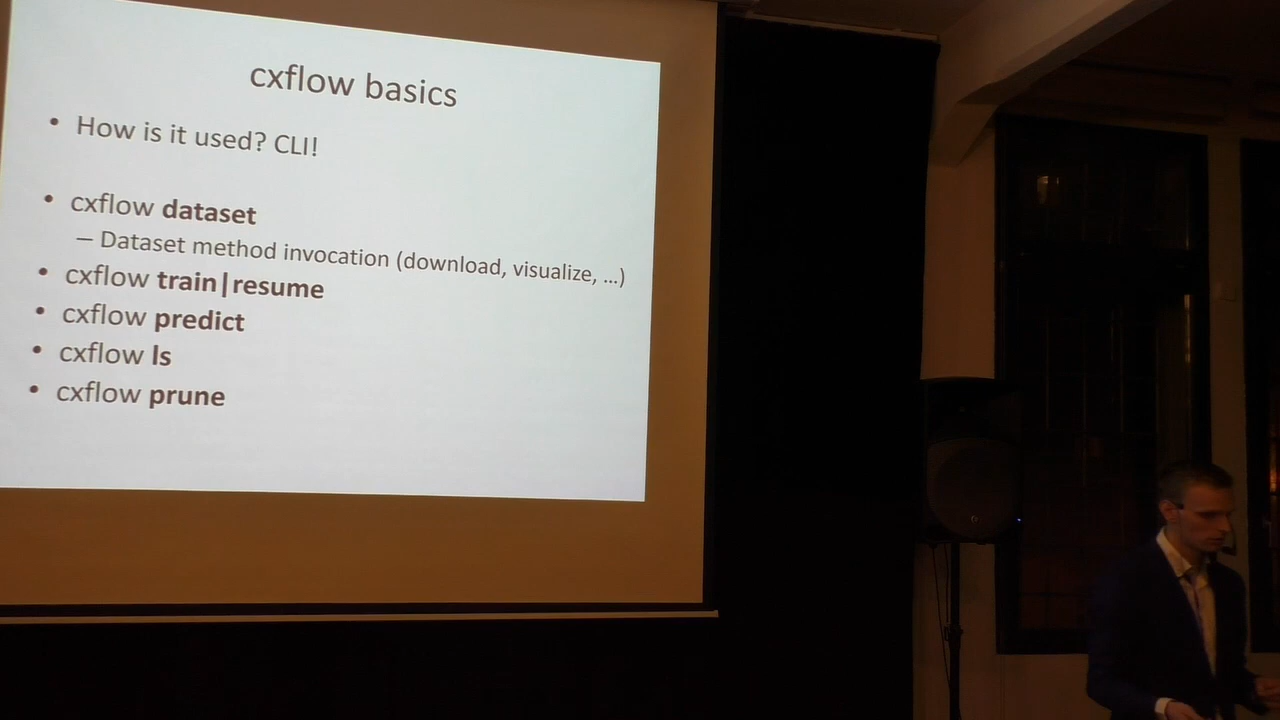 cxflow basics
• How is it used? CLI!
• cxflow dataset
– Dataset method invocation (download, visualize, ...)
• cxflow train|resume
• cxflow predict
• cxflow ls
• cxflow prune